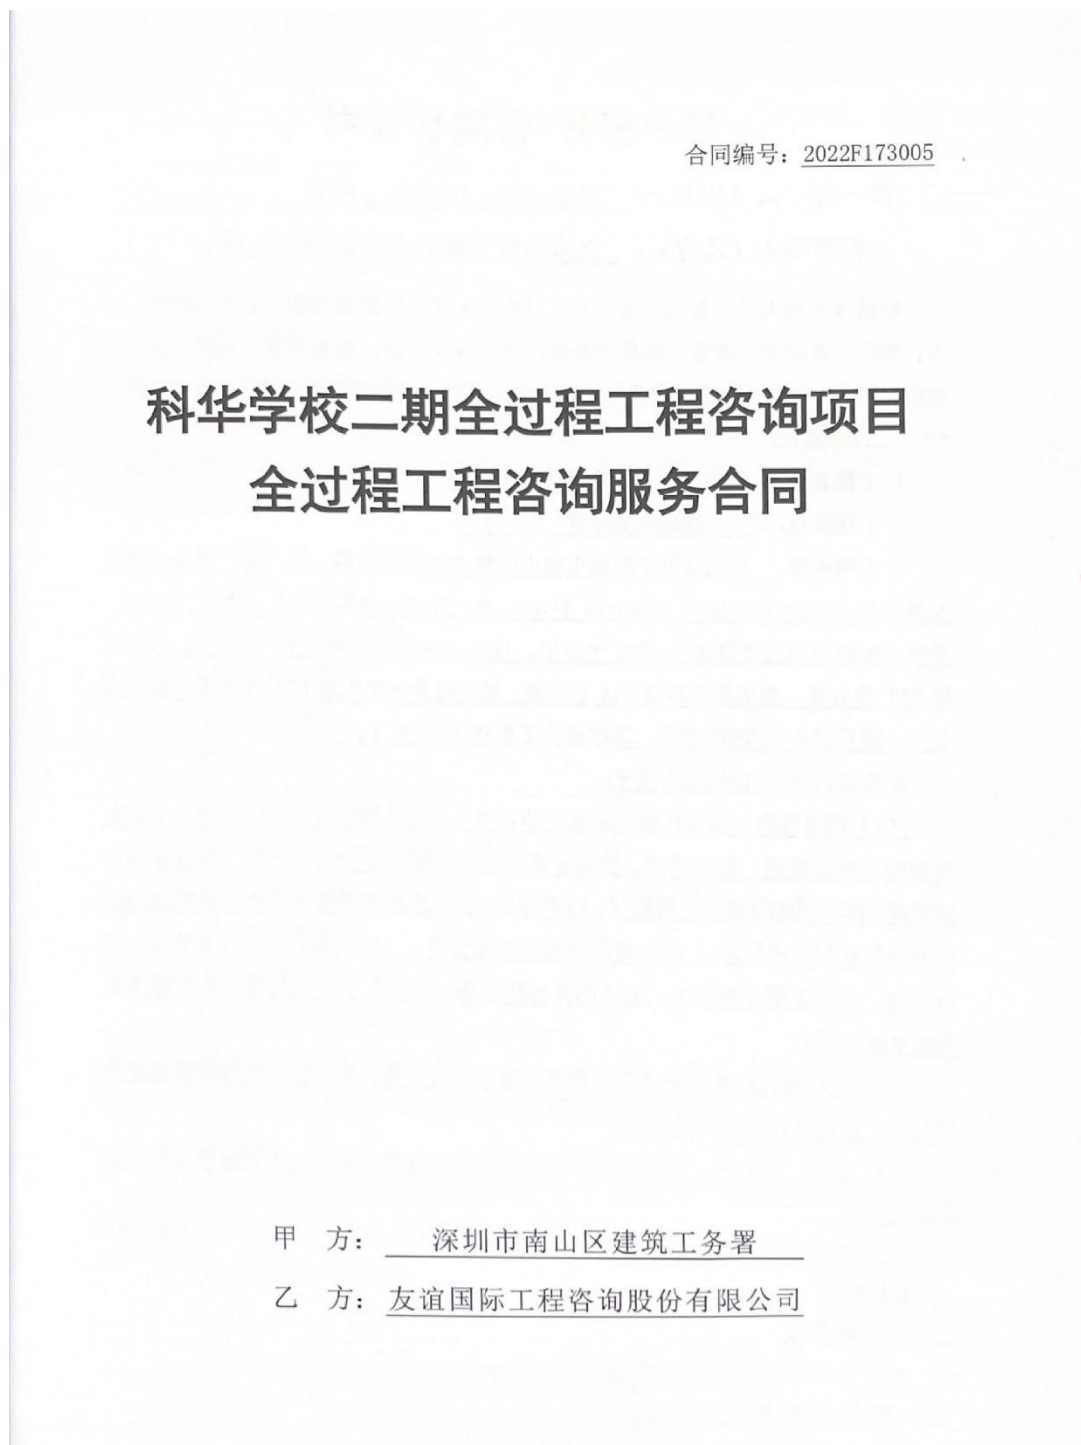 合同编号：2022F173005
科华学校二期全过程工程咨询项目
全过程工程咨询服务合同
甲 方： 深圳市南山区建筑工务署
乙 方： 友谊国际工程咨询股份有限公司